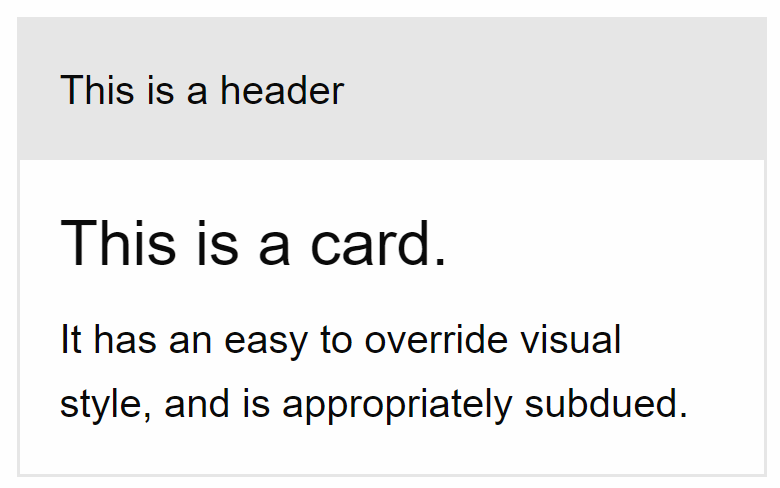 This is a header
This is a card.
It has an easy to override visual
style, and is appropriately subdued.